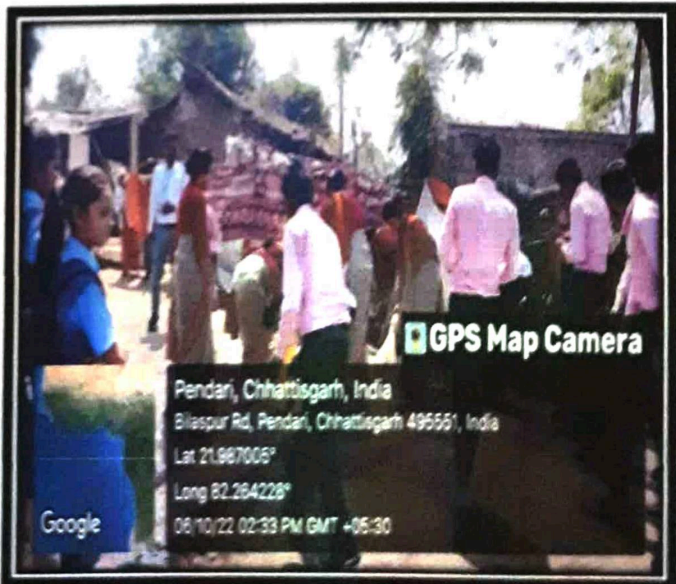 GPS Map Camera
Pendari, Chhattisgarh, India
Bilaspur Rd, Pendari, Chhattisgarh 495551, India
Lat 21.987005°
Long 82.264228°
06/10/22 02:33 PM GMT +05:30
Google